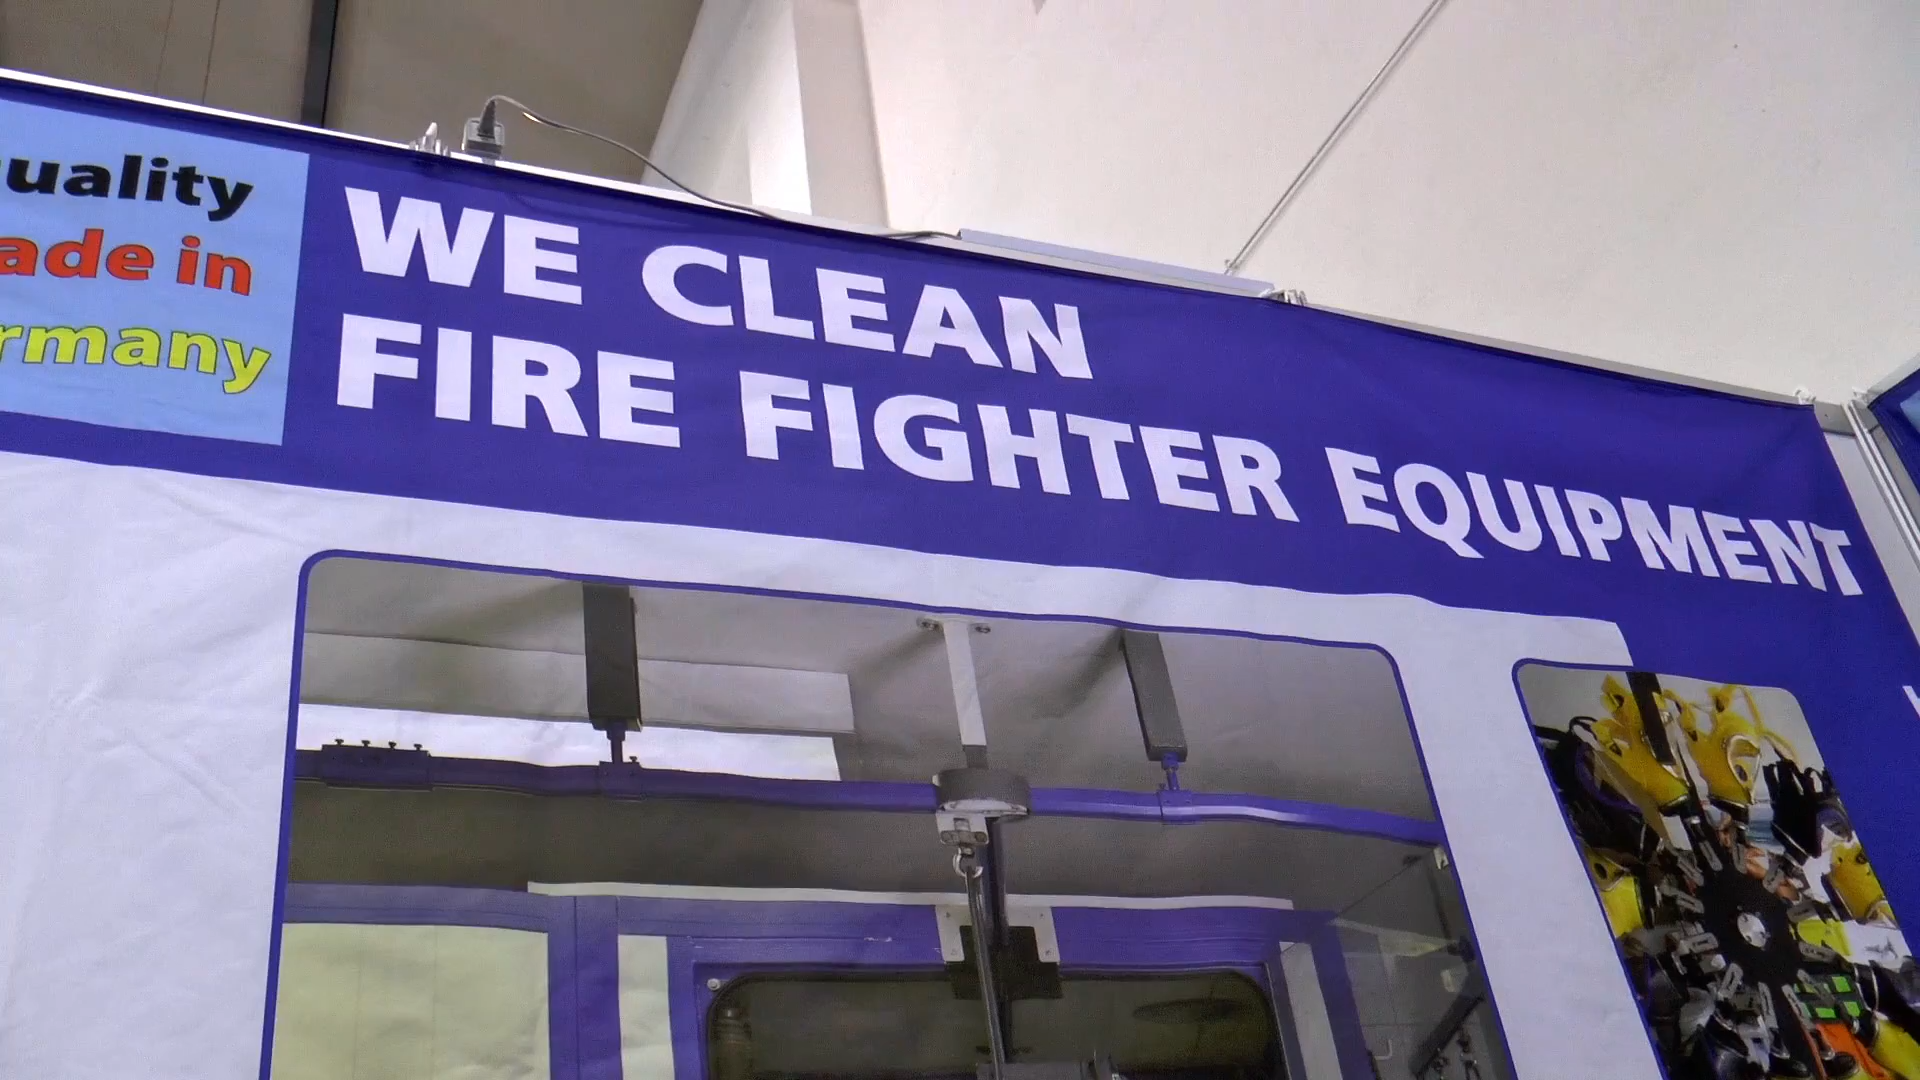 uality
ade in
rmany
WE CLEAN
FIRE FIGHTER EQUIPMENT